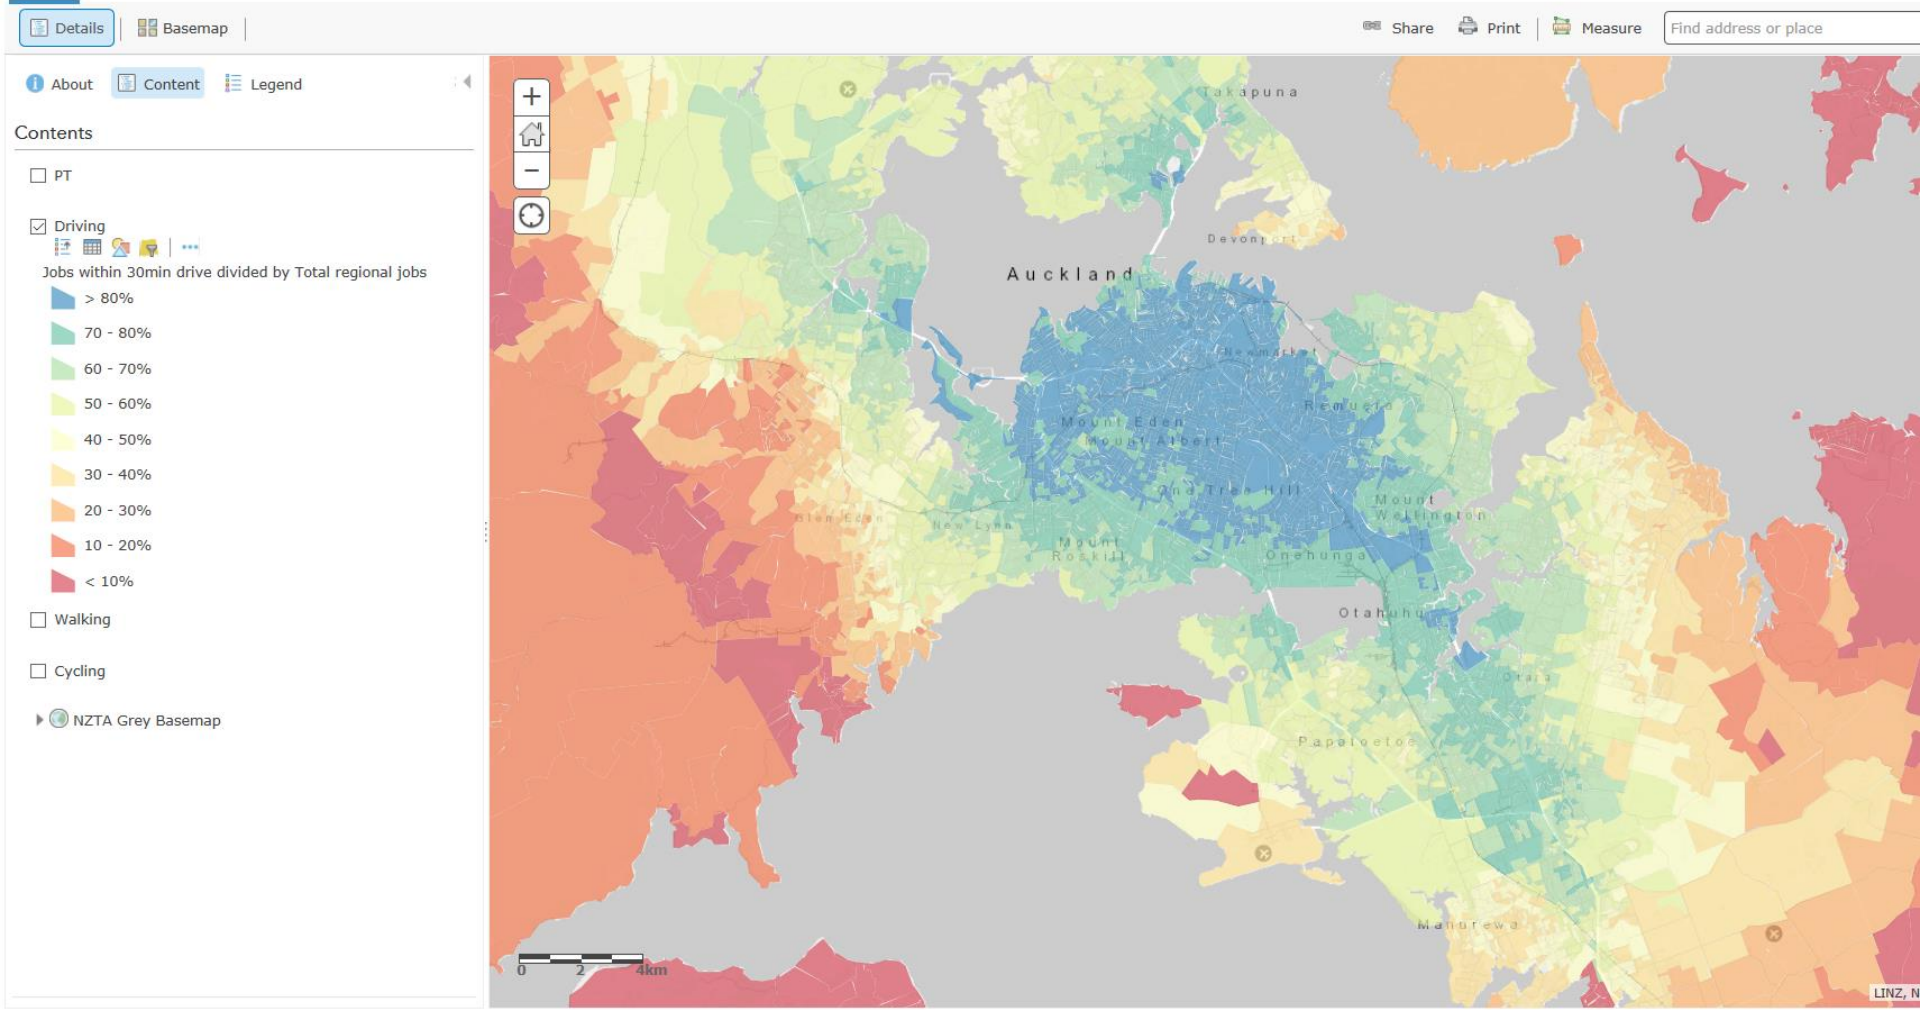 Details
Basemap
Share
Print
Measure
Find address or place
About
Content
Legend
Contents
PT
Driving
Jobs within 30min drive divided by Total regional jobs
> 80%
70 - 80%
60 - 70%
50 - 60%
40 - 50%
30 - 40%
20 - 30%
10 - 20%
< 10%
Walking
Cycling
NZTA Grey Basemap
Takapuna
Devonport
Auckland
Newmarket
Remuera
Mount Eden
Mount Albert
One Tree Hill
Mount
Wellington
Glen Eden
New Lynn
Mount
Roskill
Onehunga
Otahuhu
Otara
Papatoetoe
Manurewa
0 2 4km
LINZ, N